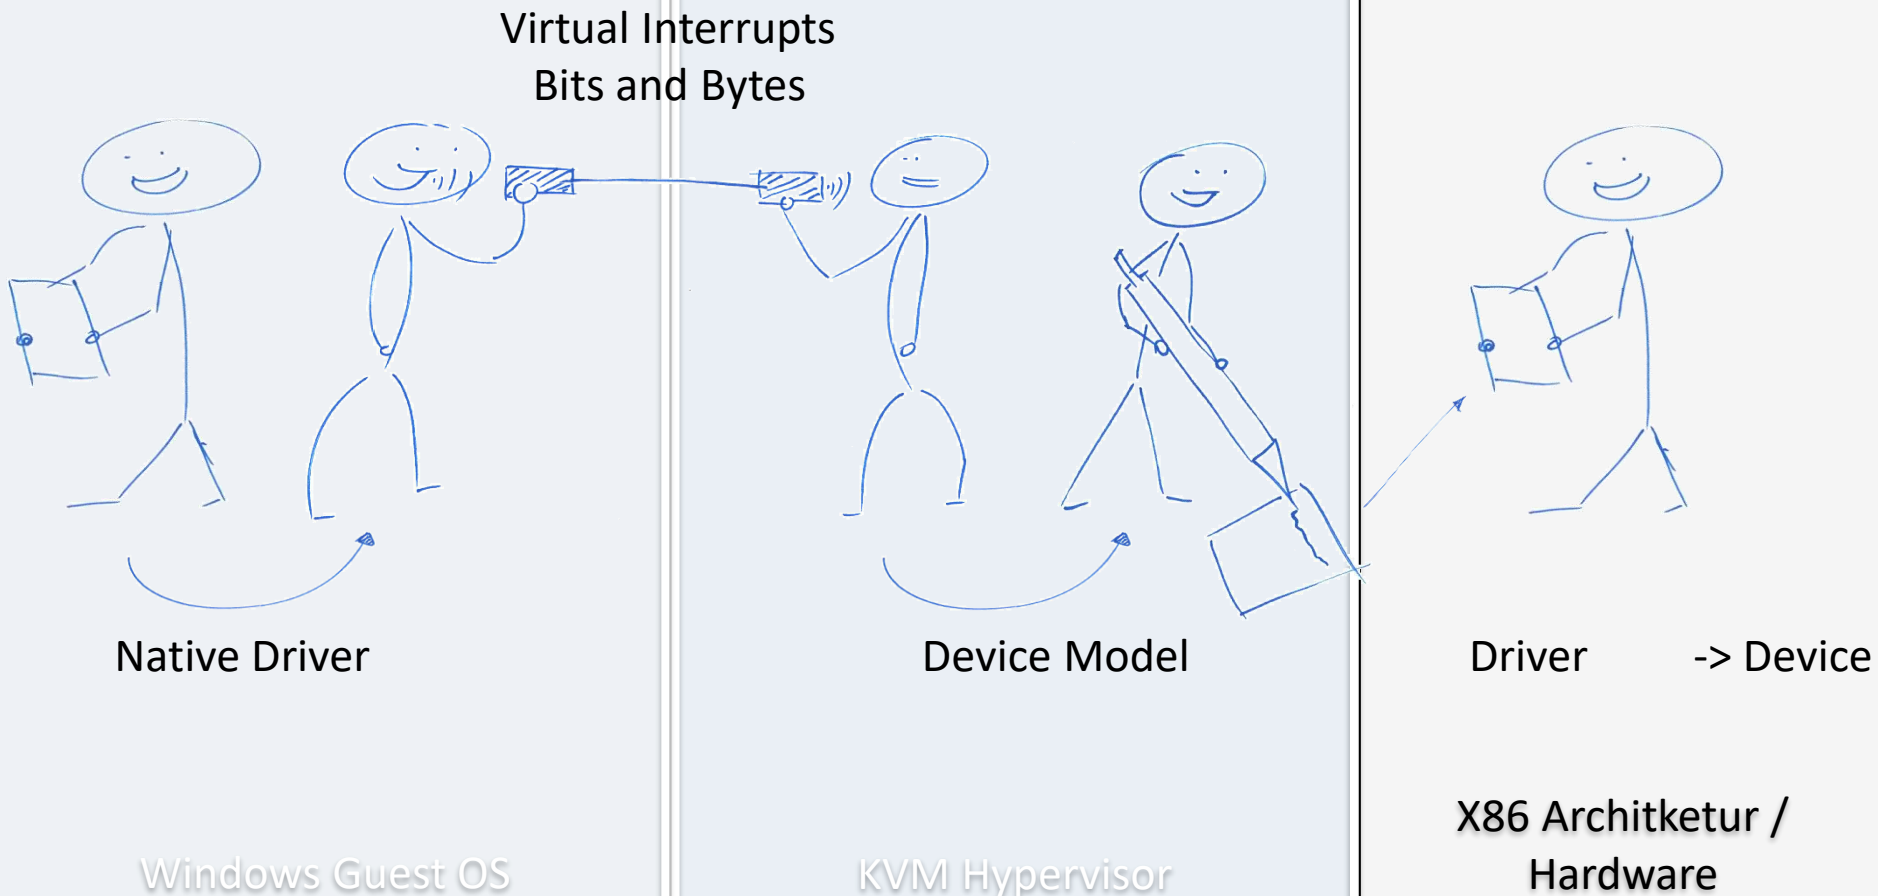 Virtual Interrupts
Bits and Bytes
Native Driver
Device Model
Driver -> Device
X86 Architketur /
Hardware
Windows Guest OS
KVM Hypervisor